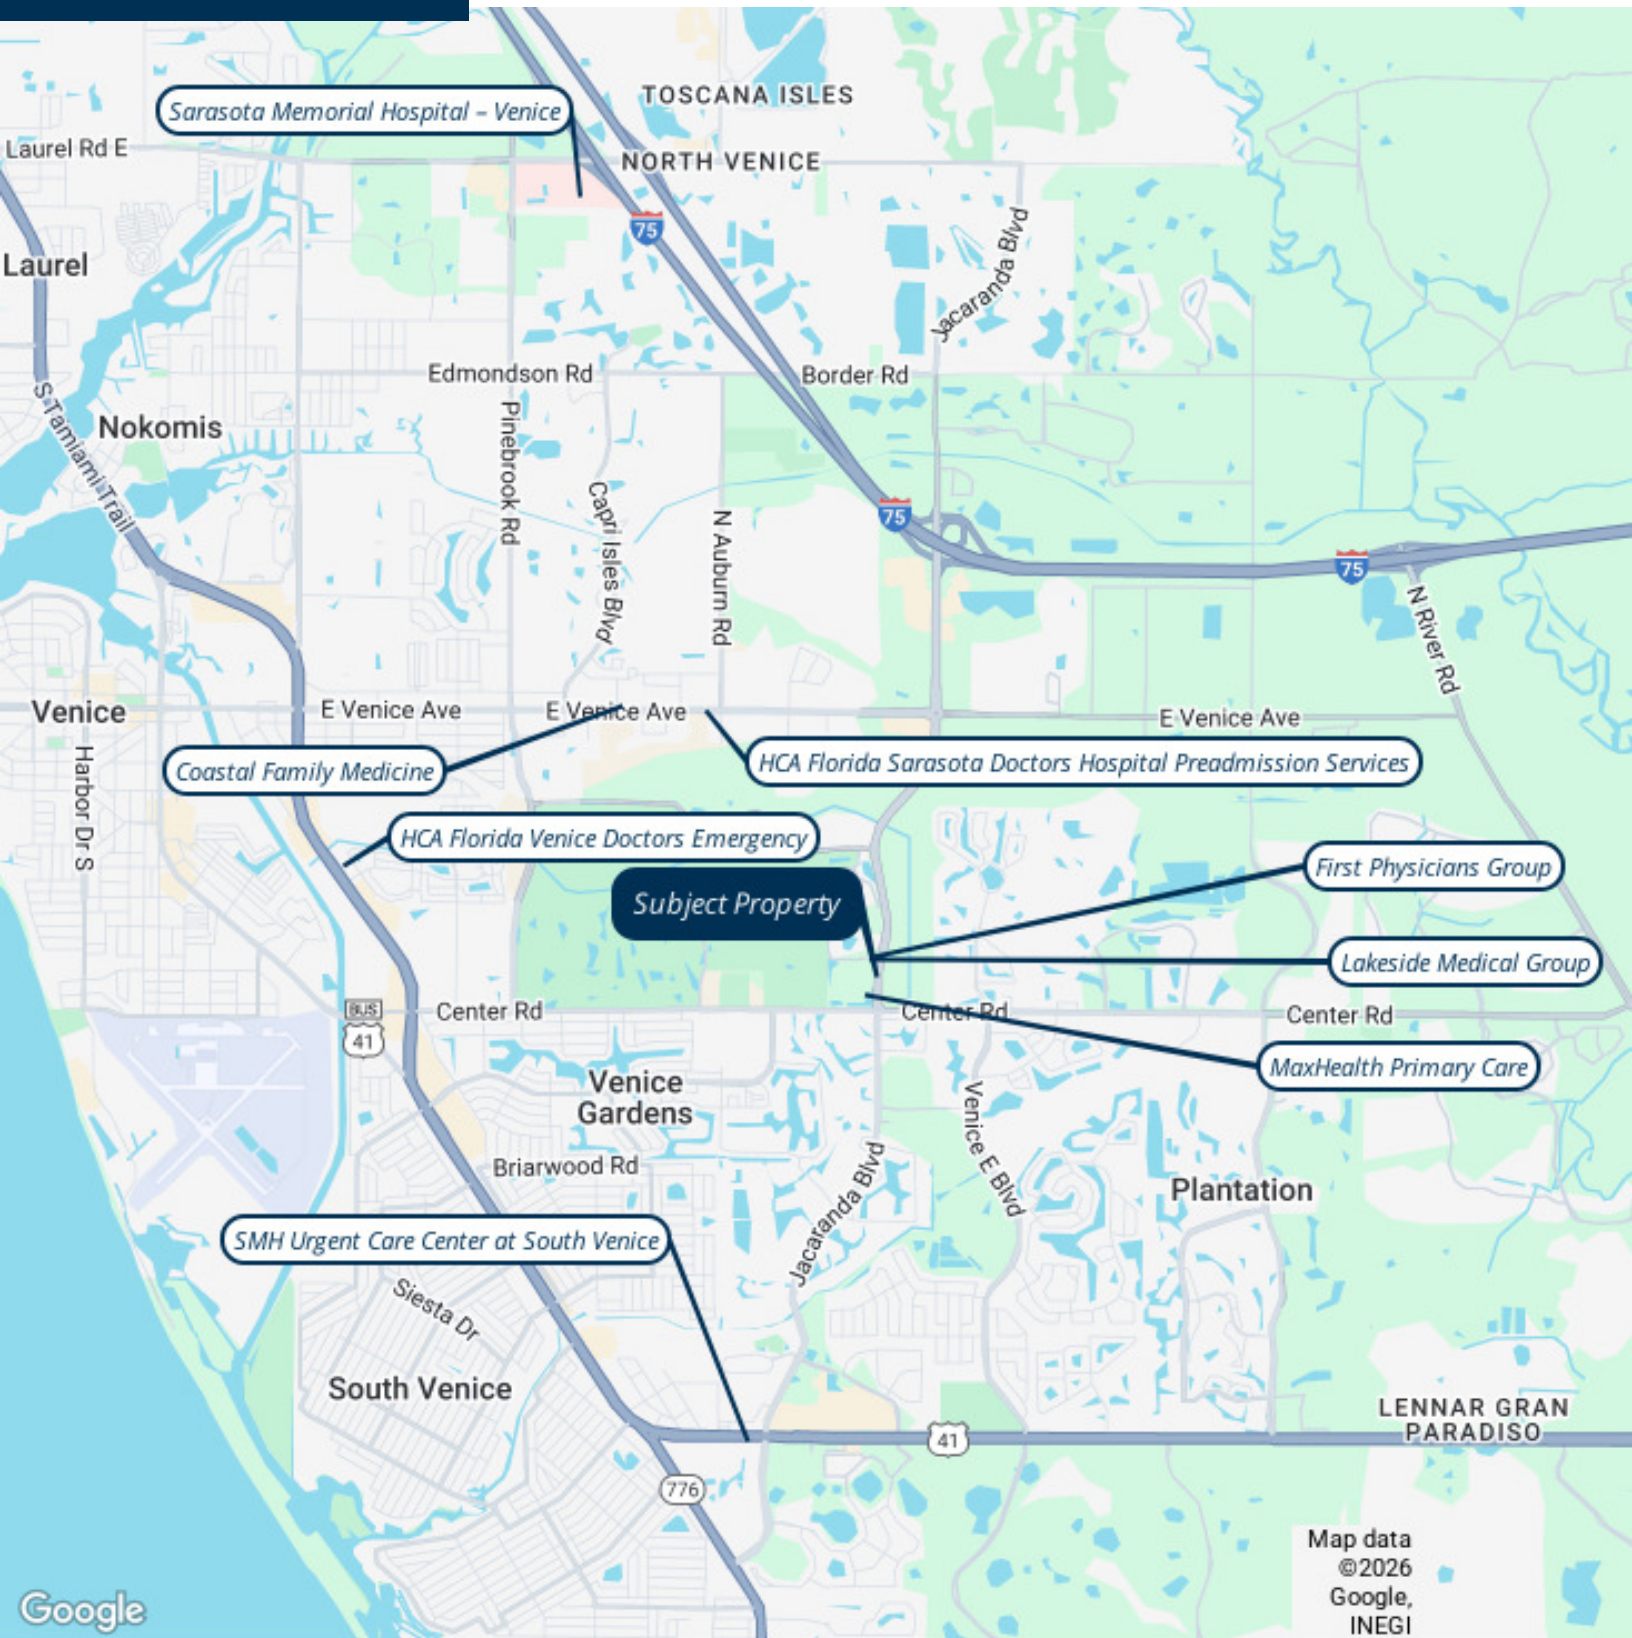 TOSCANA ISLES
Sarasota Memorial Hospital – Venice
Laurel Rd E
NORTH VENICE
75
Jacaranda Blvd
Laurel
Edmondson Rd
Border Rd
S Tamiami Trail
Nokomis
Pinebrook Rd
Capri Isles Blvd
N Auburn Rd
75
75
N River Rd
Venice
E Venice Ave
E Venice Ave
E Venice Ave
Harbor Dr S
Coastal Family Medicine
HCA Florida Sarasota Doctors Hospital Preadmission Services
HCA Florida Venice Doctors Emergency
First Physicians Group
Subject Property
Lakeside Medical Group
BUS
41
Center Rd
Center Rd
Center Rd
MaxHealth Primary Care
Venice
Gardens
Venice E Blvd
Briarwood Rd
Jacaranda Blvd
Plantation
SMH Urgent Care Center at South Venice
Siesta Dr
South Venice
LENNAR GRAN
PARADISO
41
776
Map data
©2026
Google,
INEGI
Google